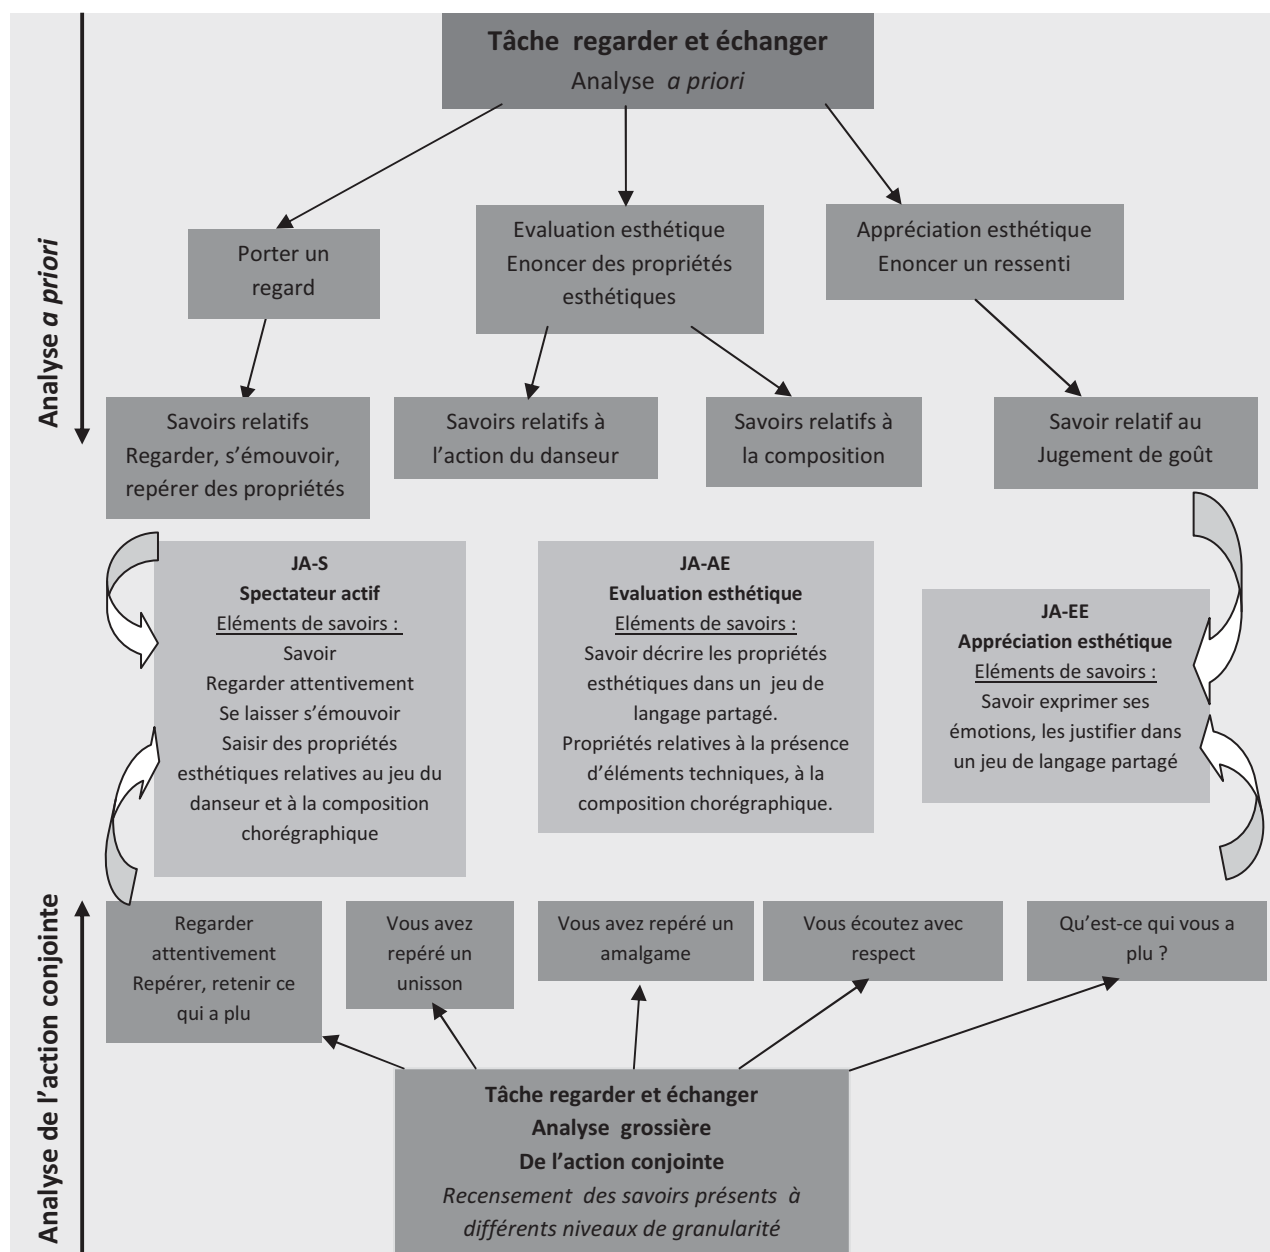 Tâche regarder et échanger
Analyse a priori
Analyse a priori
Porter un
regard
Evaluation esthétique
Enoncer des propriétés
esthétiques
Appréciation esthétique
Enoncer un ressenti
Savoirs relatifs
Regarder, s'émouvoir,
repérer des propriétés
Savoirs relatifs à
l'action du danseur
Savoirs relatifs à
la composition
Savoir relatif au
Jugement de goût
JA-S
Spectateur actif
Eléments de savoirs :
Savoir
Regarder attentivement
Se laisser s'émouvoir
Saisir des propriétés
esthétiques relatives au jeu du
danseur et à la composition
chorégraphique
JA-AE
Evaluation esthétique
Eléments de savoirs :
Savoir décrire les propriétés
esthétiques dans un jeu de
langage partagé.
Propriétés relatives à la présence
d'éléments techniques, à la
composition chorégraphique.
JA-EE
Appréciation esthétique
Eléments de savoirs :
Savoir exprimer ses
émotions, les justifier dans
un jeu de langage partagé
Analyse de l'action conjointe
Regarder
attentivement
Repérer, retenir ce
qui a plu
Vous avez
repéré un
unisson
Vous avez repéré un
amalgame
Vous écoutez avec
respect
Qu'est-ce qui vous a
plu ?
Tâche regarder et échanger
Analyse grossière
De l'action conjointe
Recensement des savoirs présents à
différents niveaux de granularité